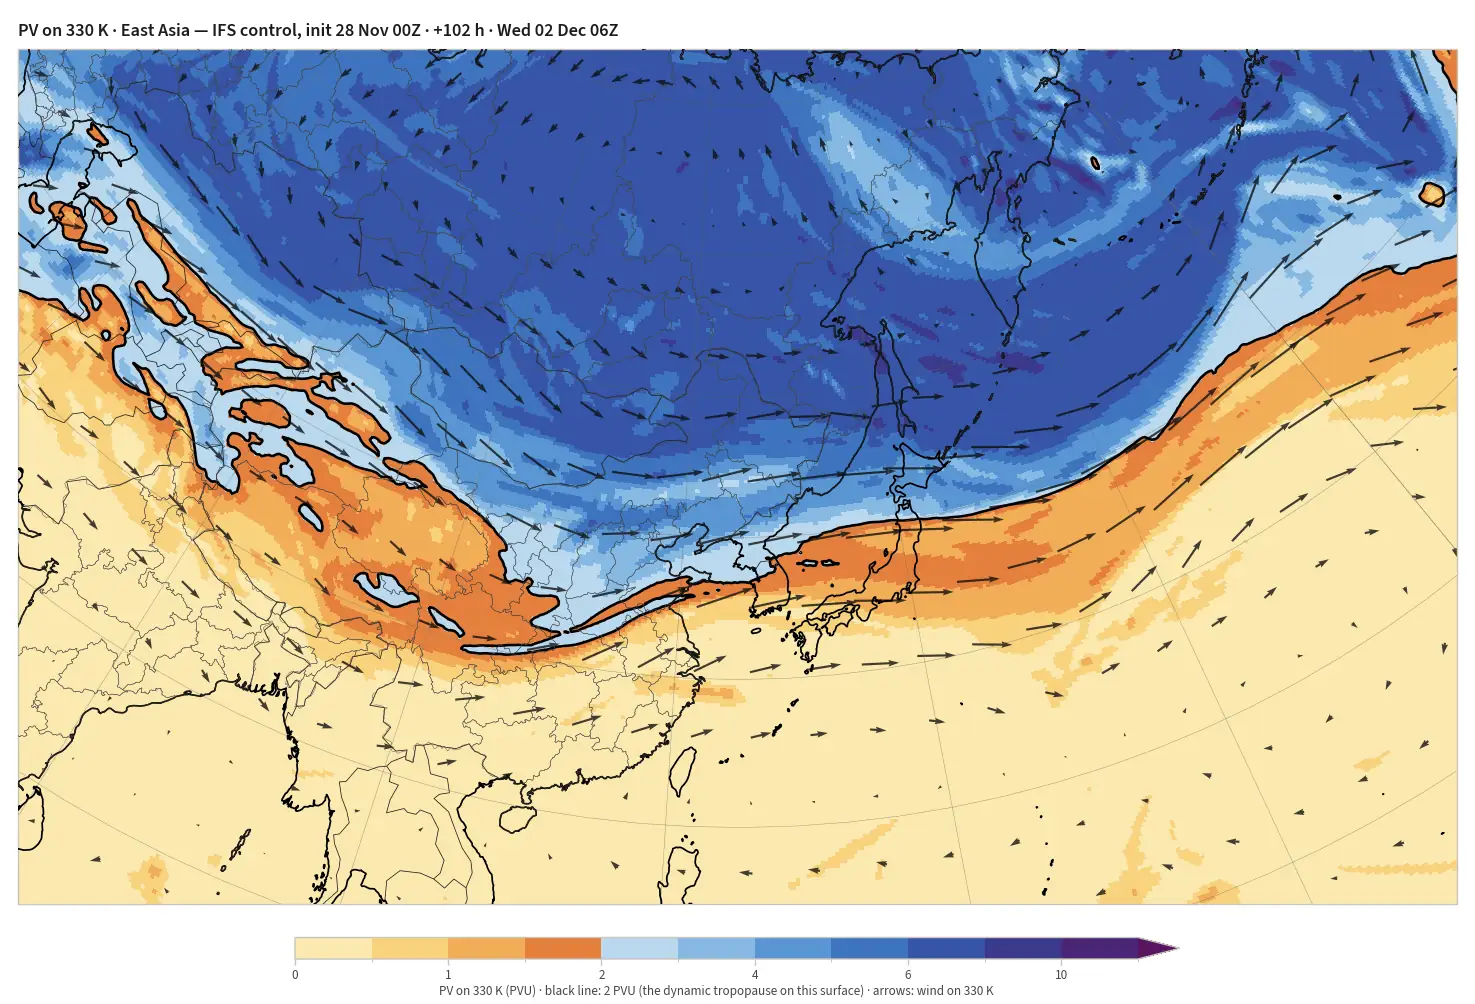 PV on 330 K · East Asia — IFS control, init 28 Nov 00Z · +102 h · Wed 02 Dec 06Z
0 1 2 4 6 10
PV on 330 K (PVU) · black line: 2 PVU (the dynamic tropopause on this surface) · arrows: wind on 330 K